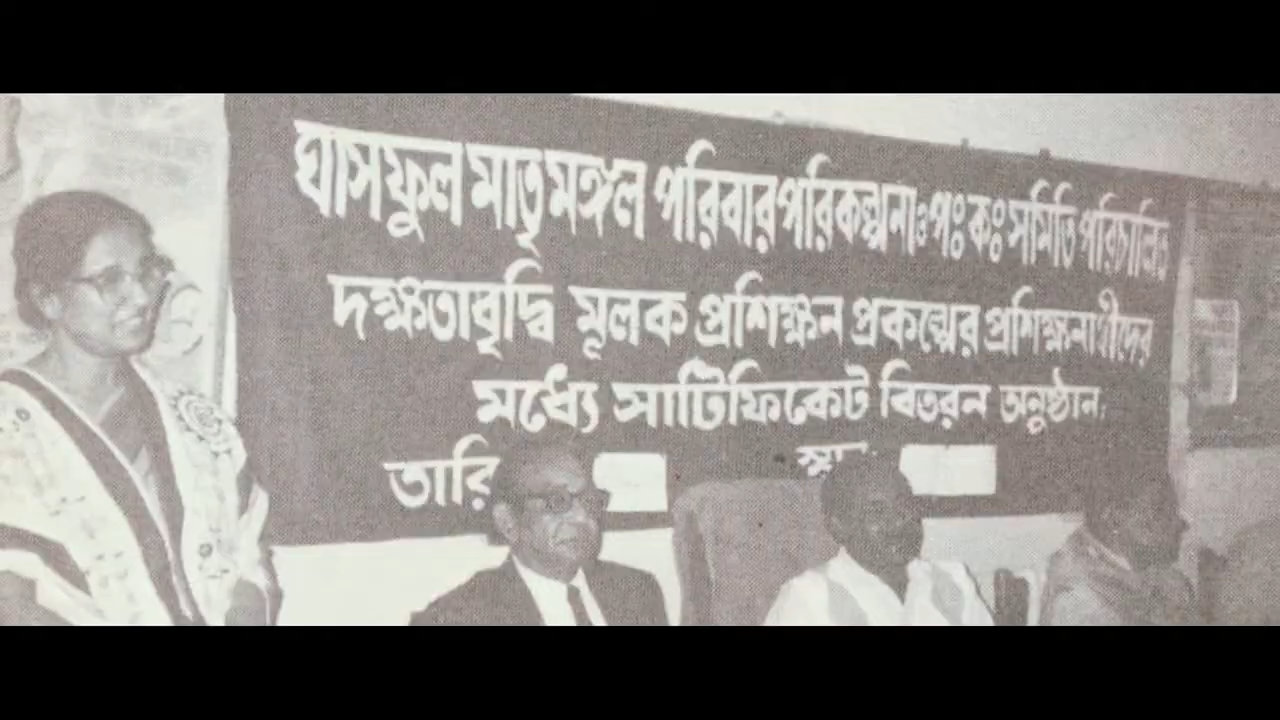 ঘাসফুল মাতৃমঙ্গল পরিবার পরিকল্পনাঃ পঃ কঃ সমিতি পরিচালিত
দক্ষতাবৃদ্ধি মূলক প্রশিক্ষন প্রকল্পের প্রশিক্ষনার্থীদের
মধ্যে সার্টিফিকেট বিতরন অনুষ্ঠান।